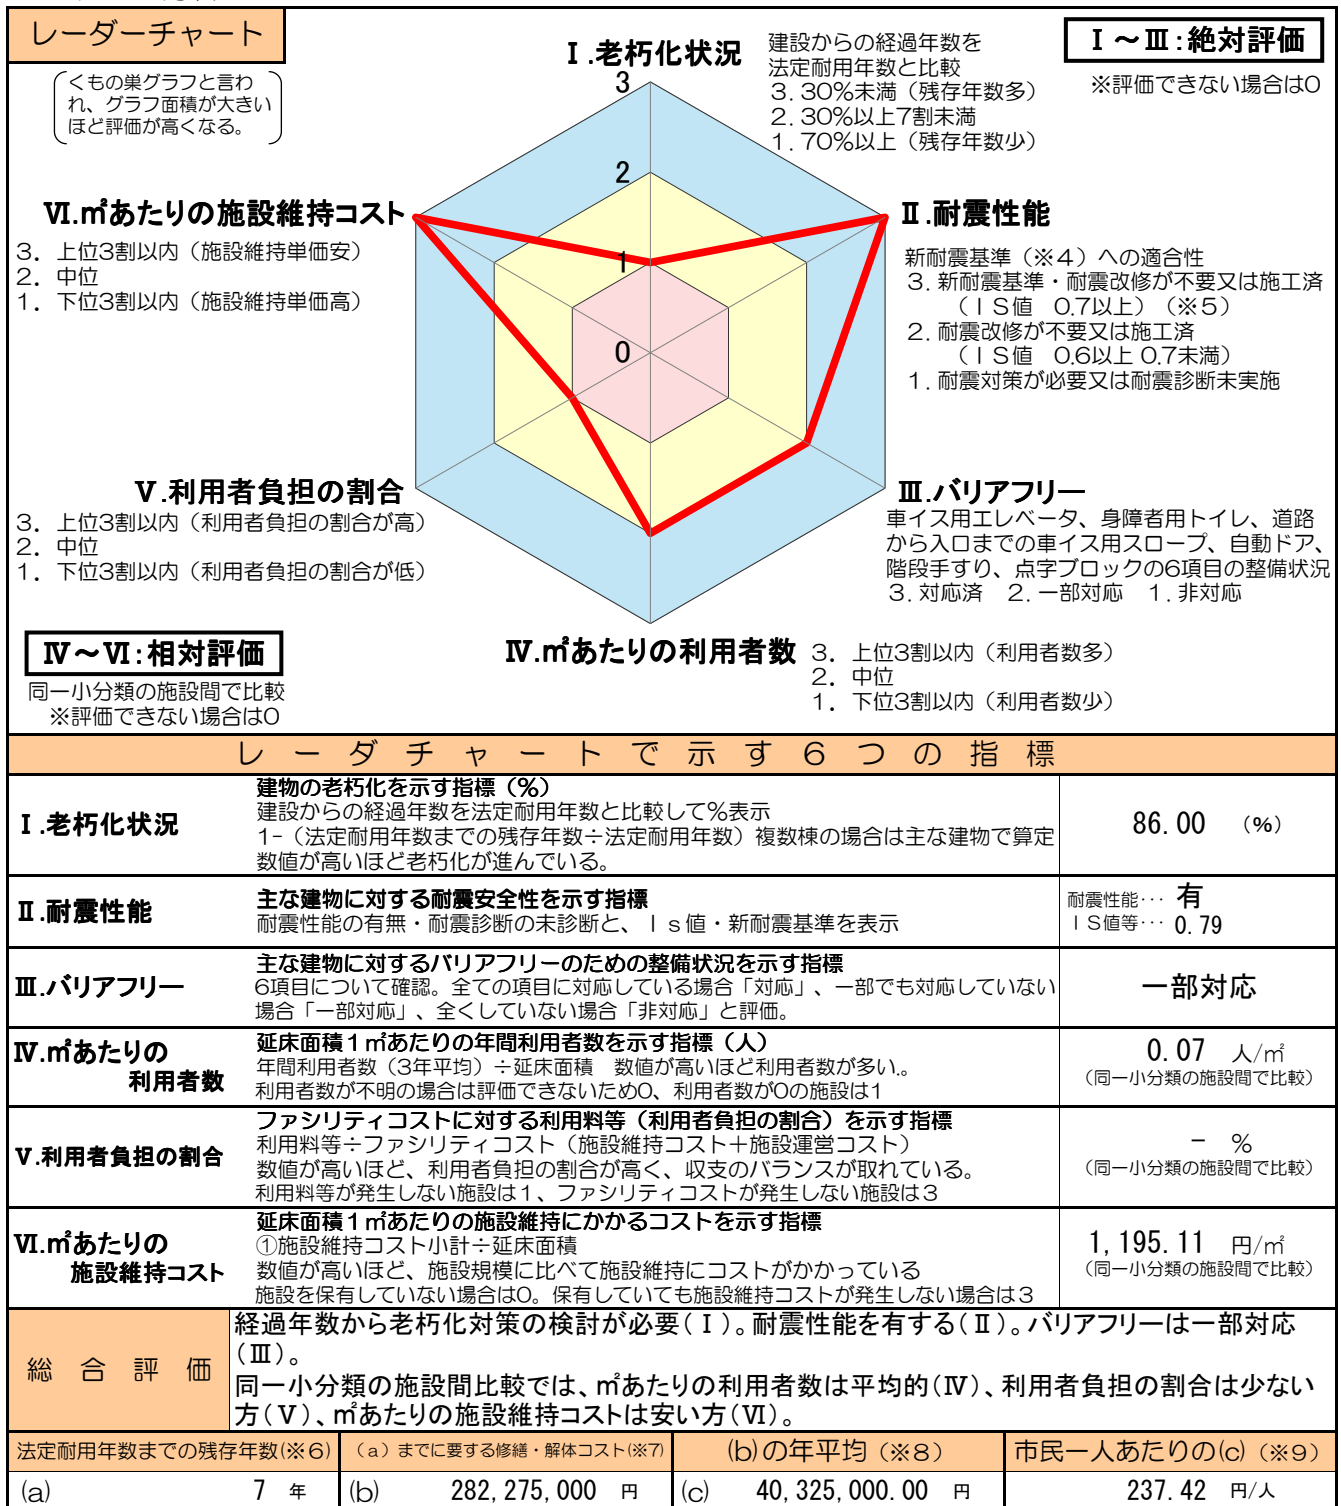 レーダーチャート
くもの巣グラフと言わ
れ、グラフ面積が大きい
ほど評価が高くなる。
Ⅰ.老朽化状況
建設からの経過年数を
法定耐用年数と比較
3.30%未満（残存年数多）
2.30%以上7割未満
1.70%以上（残存年数少）
Ⅰ～Ⅲ:絶対評価
※評価できない場合は0
3
2
1
0
Ⅵ.㎡あたりの施設維持コスト
3. 上位3割以内（施設維持単価安）
2. 中位
1. 下位3割以内（施設維持単価高）
Ⅱ.耐震性能
新耐震基準（※4）への適合性
3.新耐震基準・耐震改修が不要又は施工済
（ＩＳ値 0.7以上）（※5）
2.耐震改修が不要又は施工済
（ＩＳ値 0.6以上 0.7未満）
1.耐震対策が必要又は耐震診断未実施
Ⅴ.利用者負担の割合
3. 上位3割以内（利用者負担の割合が高）
2. 中位
1. 下位3割以内（利用者負担の割合が低）
Ⅲ.バリアフリー
車イス用エレベータ、身障者用トイレ、道路
から入口までの車イス用スロープ、自動ドア、
階段手すり、点字ブロックの6項目の整備状況
3.対応済 2.一部対応 1.非対応
Ⅳ～Ⅵ:相対評価
同一小分類の施設間で比較
※評価できない場合は0
Ⅳ.㎡あたりの利用者数
3. 上位3割以内（利用者数多）
2. 中位
1. 下位3割以内（利用者数少）
レーダチャートで示す6つの指標
Ⅰ.老朽化状況
建物の老朽化を示す指標（％）
建設からの経過年数を法定耐用年数と比較して%表示
1-（法定耐用年数までの残存年数÷法定耐用年数）複数棟の場合は主な建物で算定
数値が高いほど老朽化が進んでいる。
86.00 （%）
Ⅱ.耐震性能
主な建物に対する耐震安全性を示す指標
耐震性能の有無・耐震診断の未診断と、Ｉｓ値・新耐震基準を表示
耐震性能… 有
ＩＳ値等… 0.79
Ⅲ.バリアフリー
主な建物に対するバリアフリーのための整備状況を示す指標
6項目について確認。全ての項目に対応している場合「対応」、一部でも対応していない
場合「一部対応」、全くしていない場合「非対応」と評価。
一部対応
Ⅳ.㎡あたりの
利用者数
延床面積１㎡あたりの年間利用者数を示す指標（人）
年間利用者数（3年平均）÷延床面積 数値が高いほど利用者数が多い。
利用者数が不明の場合は評価できないため0、利用者数が0の施設は1
0.07 人/㎡
（同一小分類の施設間で比較）
Ⅴ.利用者負担の割合
ファシリティコストに対する利用料等（利用者負担の割合）を示す指標
利用料等÷ファシリティコスト（施設維持コスト＋施設運営コスト）
数値が高いほど、利用者負担の割合が高く、収支のバランスが取れている。
利用料等が発生しない施設は１、ファシリティコストが発生しない施設は３
- %
（同一小分類の施設間で比較）
Ⅵ.㎡あたりの
施設維持コスト
延床面積１㎡あたりの施設維持にかかるコストを示す指標
①施設維持コスト小計÷延床面積
数値が高いほど、施設規模に比べて施設維持にコストがかかっている
施設を保有していない場合は0。保有していても施設維持コストが発生しない場合は３
1,195.11 円/㎡
（同一小分類の施設間で比較）
総合評価
経過年数から老朽化対策の検討が必要(Ⅰ)。耐震性能を有する(Ⅱ)。バリアフリーは一部対応
(Ⅲ)。
同一小分類の施設間比較では、㎡あたりの利用者数は平均的(Ⅳ)、利用者負担の割合は少ない
方(Ⅴ)、㎡あたりの施設維持コストは安い方(Ⅵ)。
法定耐用年数までの残存年数(※6)
（a）までに要する修繕・解体コスト(※7)
(b)の年平均（※8）
市民一人あたりの(c)（※9）
(a) 7 年
(b) 282,275,000 円
(c) 40,325,000.00 円
237.42 円/人